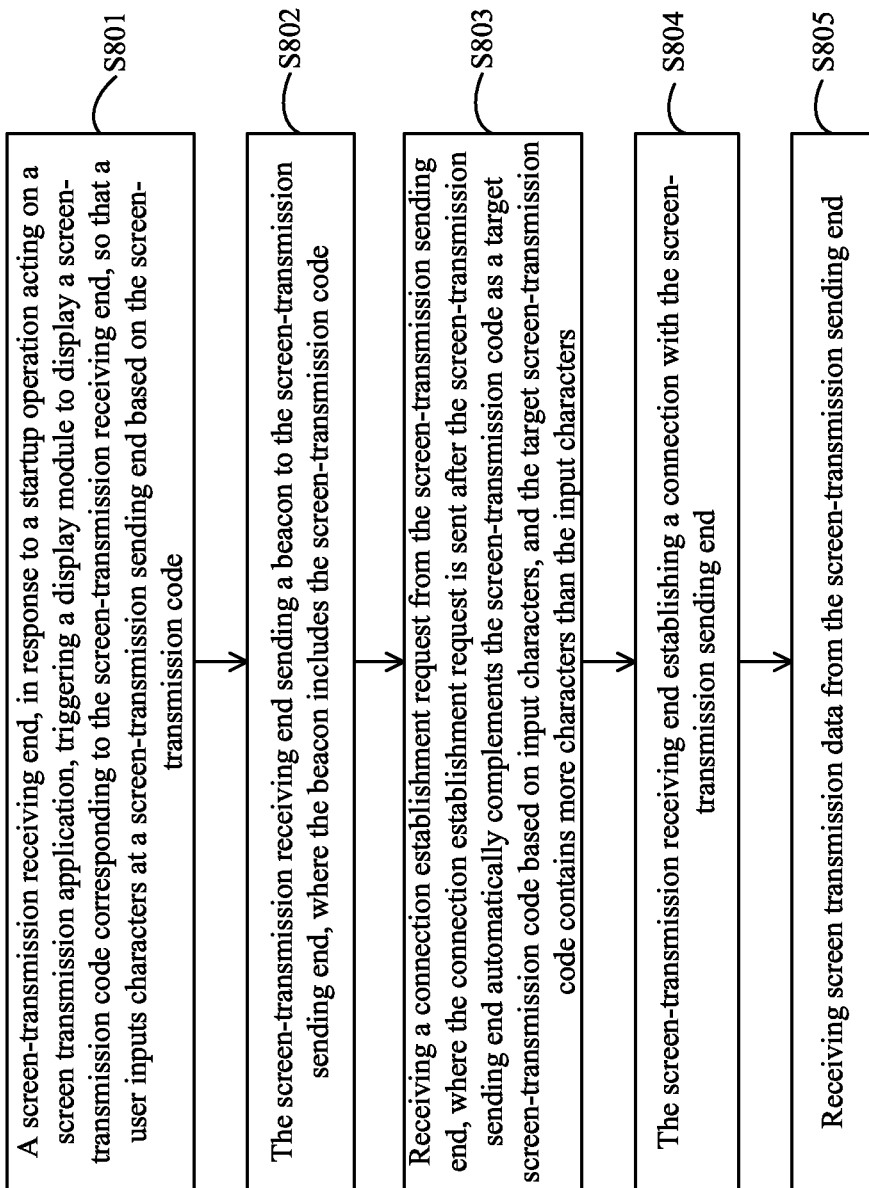 A screen-transmission receiving end, in response to a startup operation acting on a
screen transmission application, triggering a display module to display a screen-
transmission code corresponding to the screen-transmission receiving end, so that a
user inputs characters at a screen-transmission sending end based on the screen-
transmission code
S801
The screen-transmission receiving end sending a beacon to the screen-transmission
sending end, where the beacon includes the screen-transmission code
S802
Receiving a connection establishment request from the screen-transmission sending
end, where the connection establishment request is sent after the screen-transmission
sending end automatically complements the screen-transmission code as a target
screen-transmission code based on input characters, and the target screen-transmission
code contains more characters than the input characters
S803
The screen-transmission receiving end establishing a connection with the screen-
transmission sending end
S804
Receiving screen transmission data from the screen-transmission sending end
S805